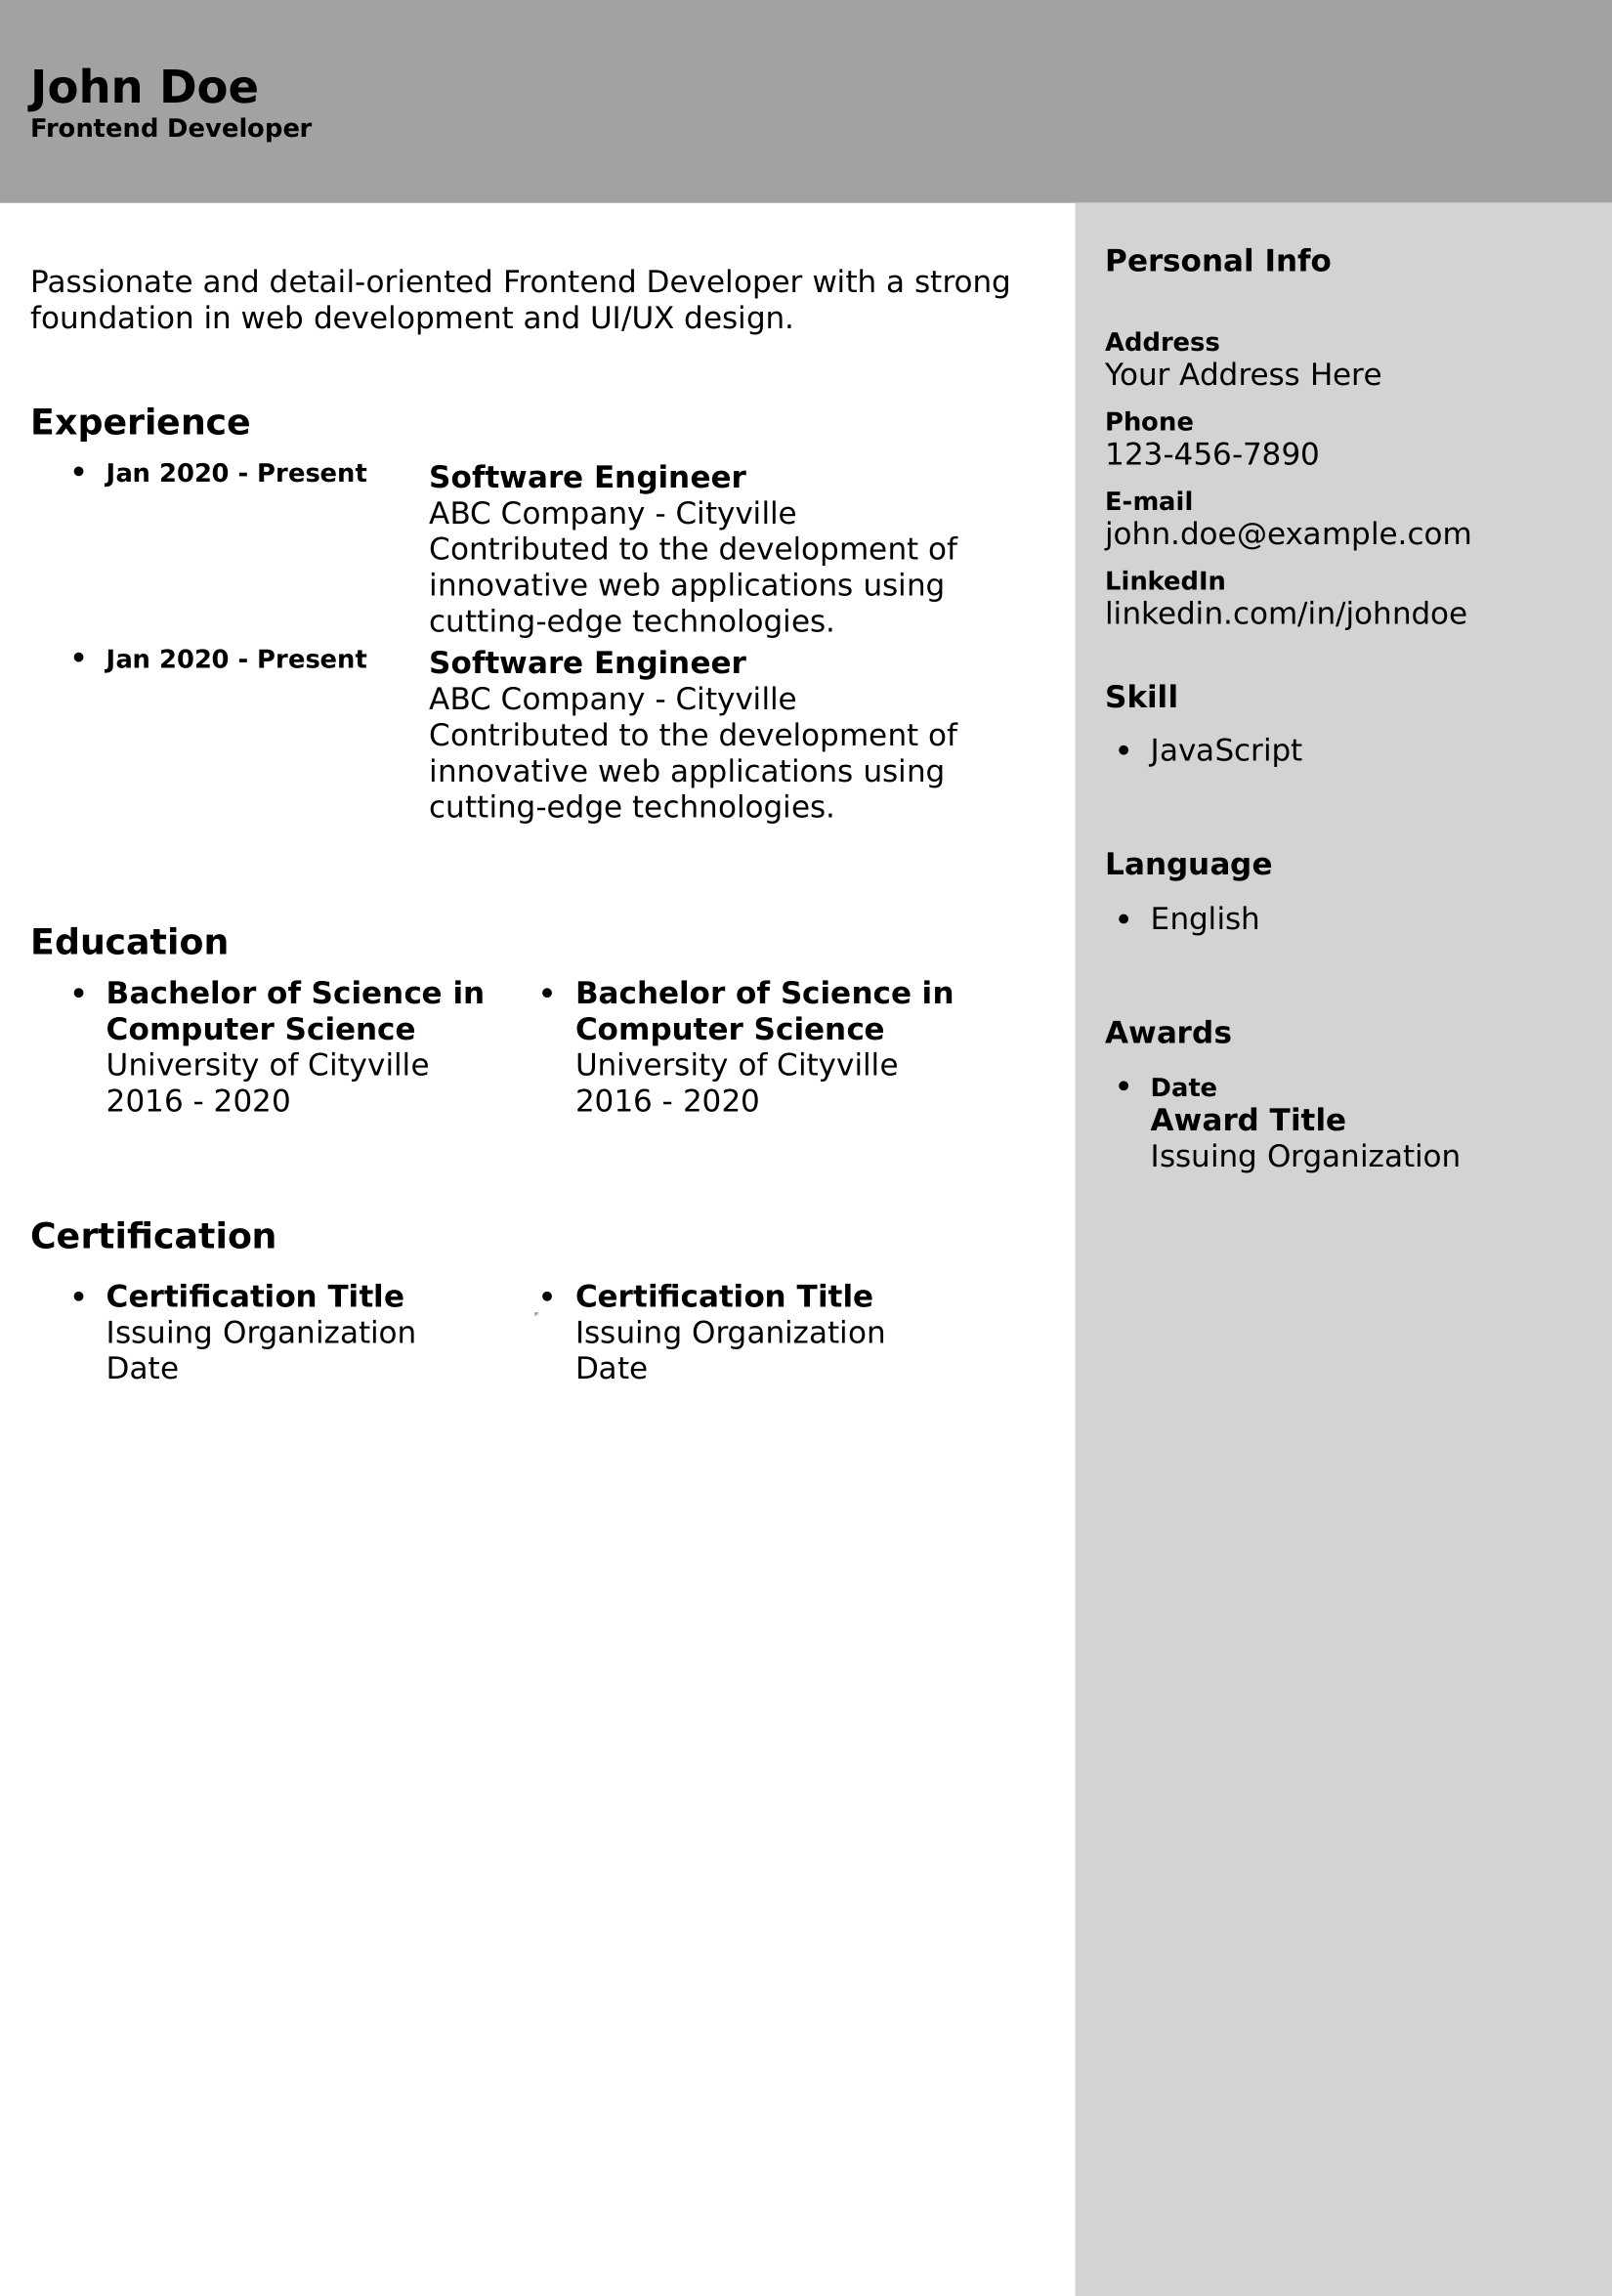 John Doe
Frontend Developer
Passionate and detail-oriented Frontend Developer with a strong
foundation in web development and UI/UX design.
Experience
• Jan 2020 - Present
Software Engineer
ABC Company - Cityville
Contributed to the development of
innovative web applications using
cutting-edge technologies.
• Jan 2020 - Present
Software Engineer
ABC Company - Cityville
Contributed to the development of
innovative web applications using
cutting-edge technologies.
Education
• Bachelor of Science in
Computer Science
University of Cityville
2016 - 2020
• Bachelor of Science in
Computer Science
University of Cityville
2016 - 2020
Certification
• Certification Title
Issuing Organization
Date
• Certification Title
Issuing Organization
Date
Personal Info
Address
Your Address Here
Phone
123-456-7890
E-mail
john.doe@example.com
LinkedIn
linkedin.com/in/johndoe
Skill
• JavaScript
Language
• English
Awards
• Date
Award Title
Issuing Organization